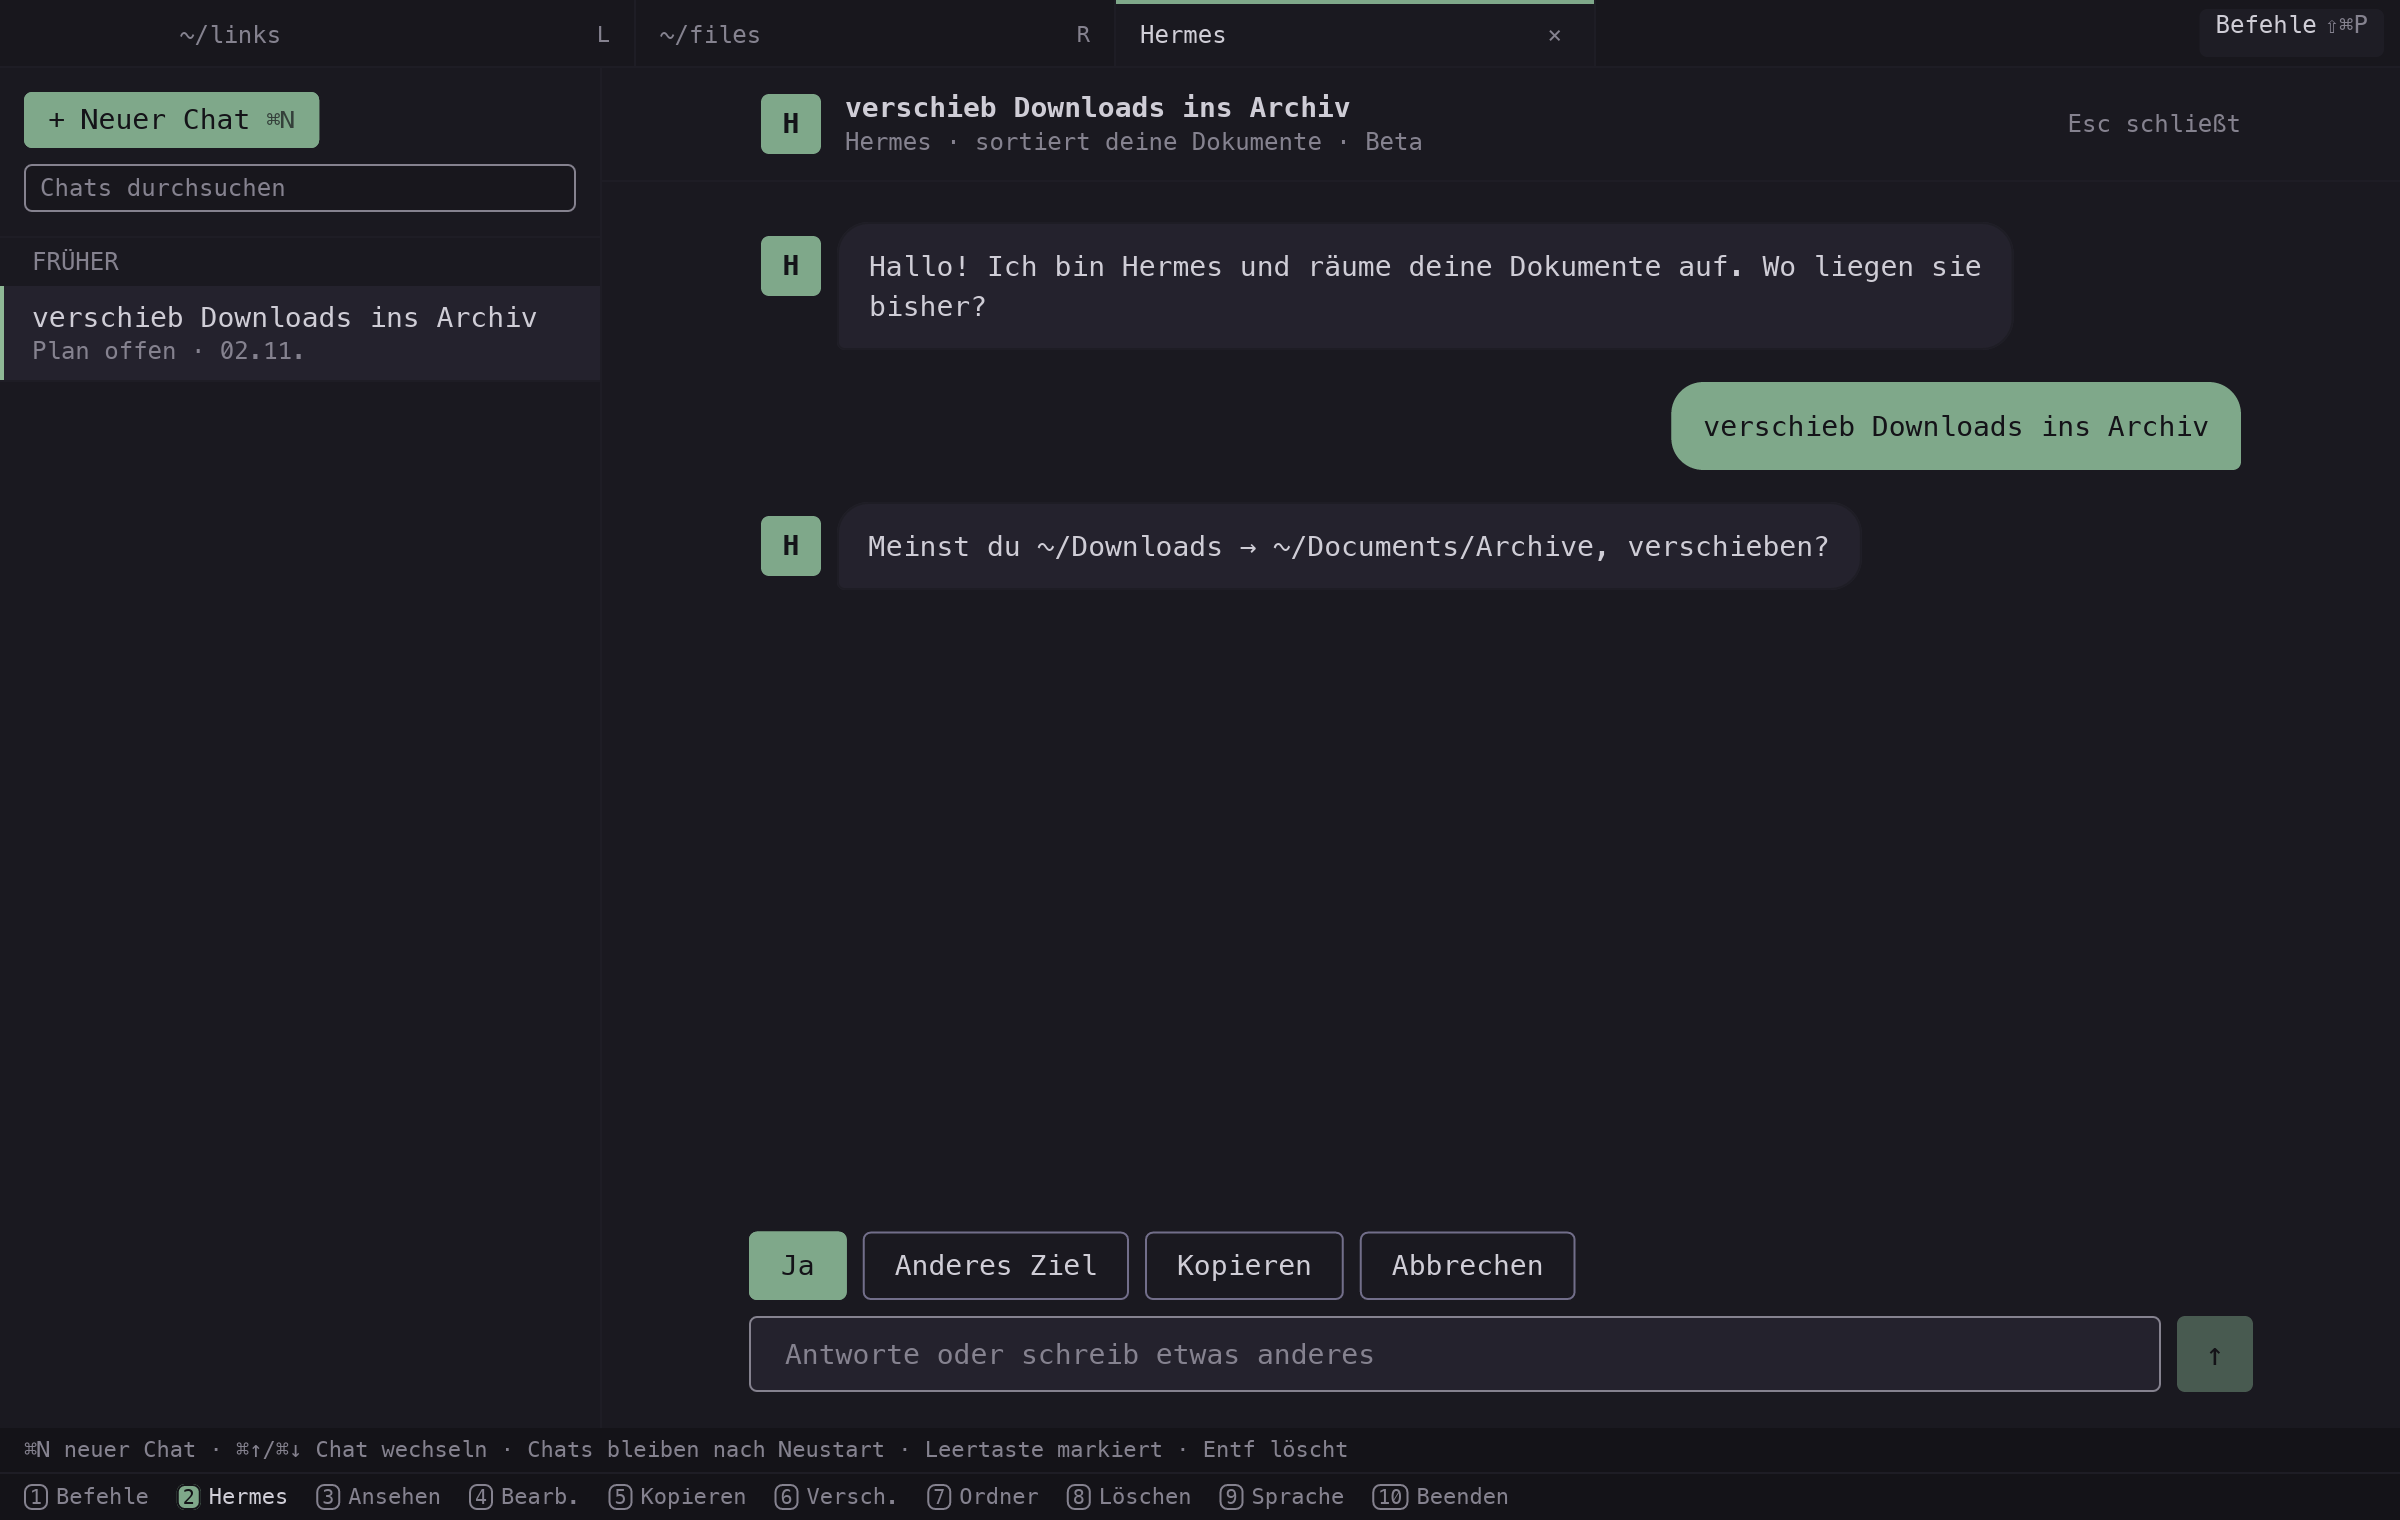 ~/links L ~/files R Hermes × Befehle ⇧⌘P
+ Neuer Chat ⌘N
Chats durchsuchen
FRÜHER
verschieb Downloads ins Archiv
Plan offen · 02.11.
H verschieb Downloads ins Archiv
Hermes · sortiert deine Dokumente · Beta
Esc schließt
H Hallo! Ich bin Hermes und räume deine Dokumente auf. Wo liegen sie
bisher?
verschieb Downloads ins Archiv
H Meinst du ~/Downloads → ~/Documents/Archive, verschieben?
Ja Anderes Ziel Kopieren Abbrechen
Antworte oder schreib etwas anderes ↑
⌘N neuer Chat · ⌘↑/⌘↓ Chat wechseln · Chats bleiben nach Neustart · Leertaste markiert · Entf löscht
1 Befehle 2 Hermes 3 Ansehen 4 Bearb. 5 Kopieren 6 Versch. 7 Ordner 8 Löschen 9 Sprache 10 Beenden